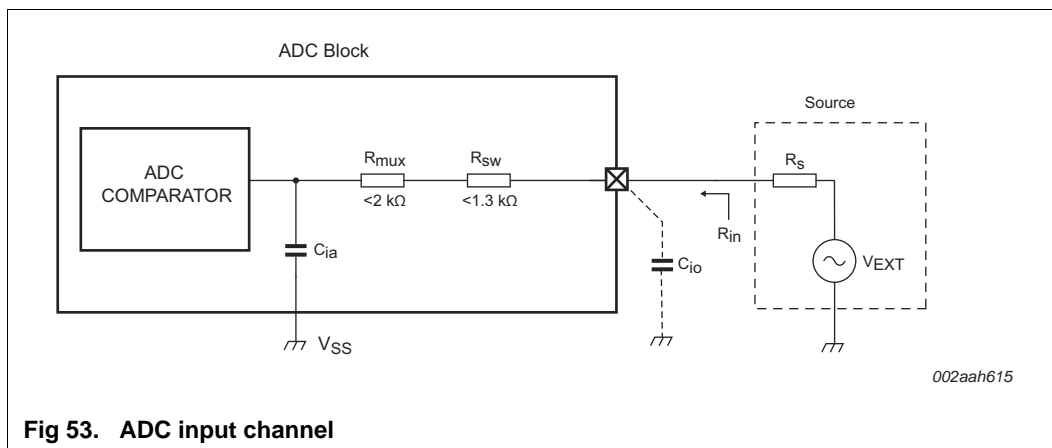 ADC Block
Source
ADC
COMPARATOR
Rmux
<2 kΩ
Rsw
<1.3 kΩ
Rs
Rin
Cia
Cio
VEXT
VSS
002aah615
Fig 53. ADC input channel